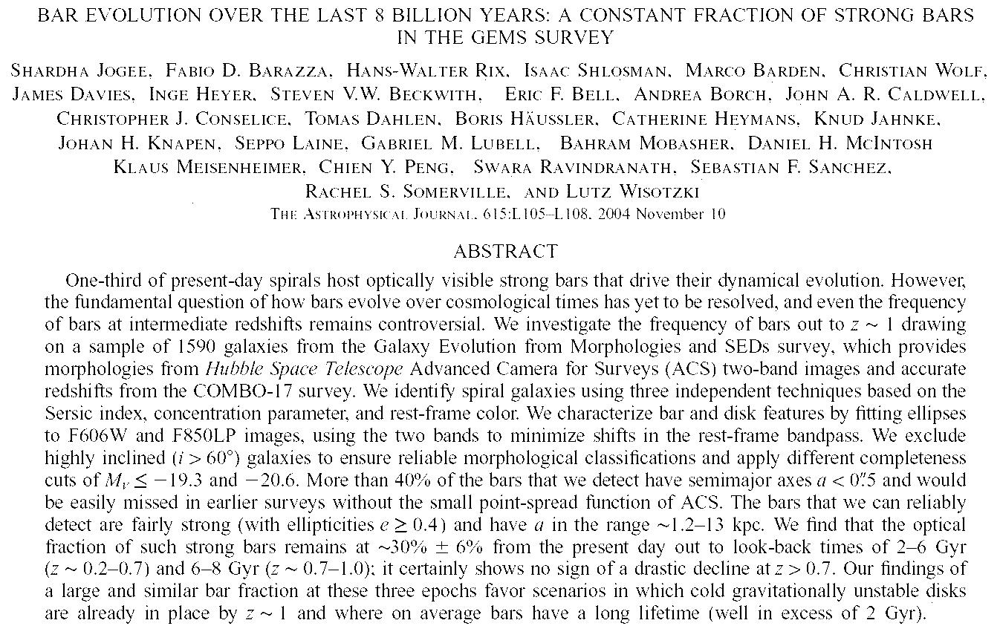 BAR EVOLUTION OVER THE LAST 8 BILLION YEARS: A CONSTANT FRACTION OF STRONG BARS
IN THE GEMS SURVEY
Shardha Jogee, Fabio D. Barazza, Hans-Walter Rix, Isaac Shlosman, Marco Barden, Christian Wolf,
James Davies, Inge Heyer, Steven V.W. Beckwith, Eric F. Bell, Andrea Borch, John A. R. Caldwell,
Christopher J. Conselice, Tomas Dahlen, Boris Häussler, Catherine Heymans, Knud Jahnke,
Johan H. Knapen, Seppo Laine, Gabriel M. Lubell, Bahram Mobasher, Daniel H. McIntosh
Klaus Meisenheimer, Chien Y. Peng, Swara Ravindranath, Sebastian F. Sanchez,
Rachel S. Somerville, and Lutz Wisotzki
The Astrophysical Journal, 615:L105–L108, 2004 November 10
ABSTRACT
One-third of present-day spirals host optically visible strong bars that drive their dynamical evolution. However,
the fundamental question of how bars evolve over cosmological times has yet to be resolved, and even the frequency
of bars at intermediate redshifts remains controversial. We investigate the frequency of bars out to z ~ 1 drawing
on a sample of 1590 galaxies from the Galaxy Evolution from Morphologies and SEDs survey, which provides
morphologies from Hubble Space Telescope Advanced Camera for Surveys (ACS) two-band images and accurate
redshifts from the COMBO-17 survey. We identify spiral galaxies using three independent techniques based on the
Sersic index, concentration parameter, and rest-frame color. We characterize bar and disk features by fitting ellipses
to F606W and F850LP images, using the two bands to minimize shifts in the rest-frame bandpass. We exclude
highly inclined (i > 60°) galaxies to ensure reliable morphological classifications and apply different completeness
cuts of M_V ≤ −19.3 and −20.6. More than 40% of the bars that we detect have semimajor axes a < 0″.5 and would
be easily missed in earlier surveys without the small point-spread function of ACS. The bars that we can reliably
detect are fairly strong (with ellipticities e ≥ 0.4) and have a in the range ~1.2–13 kpc. We find that the optical
fraction of such strong bars remains at ~30% ± 6% from the present day out to look-back times of 2–6 Gyr
(z ~ 0.2–0.7) and 6–8 Gyr (z ~ 0.7–1.0); it certainly shows no sign of a drastic decline at z > 0.7. Our findings of
a large and similar bar fraction at these three epochs favor scenarios in which cold gravitationally unstable disks
are already in place by z ~ 1 and where on average bars have a long lifetime (well in excess of 2 Gyr).